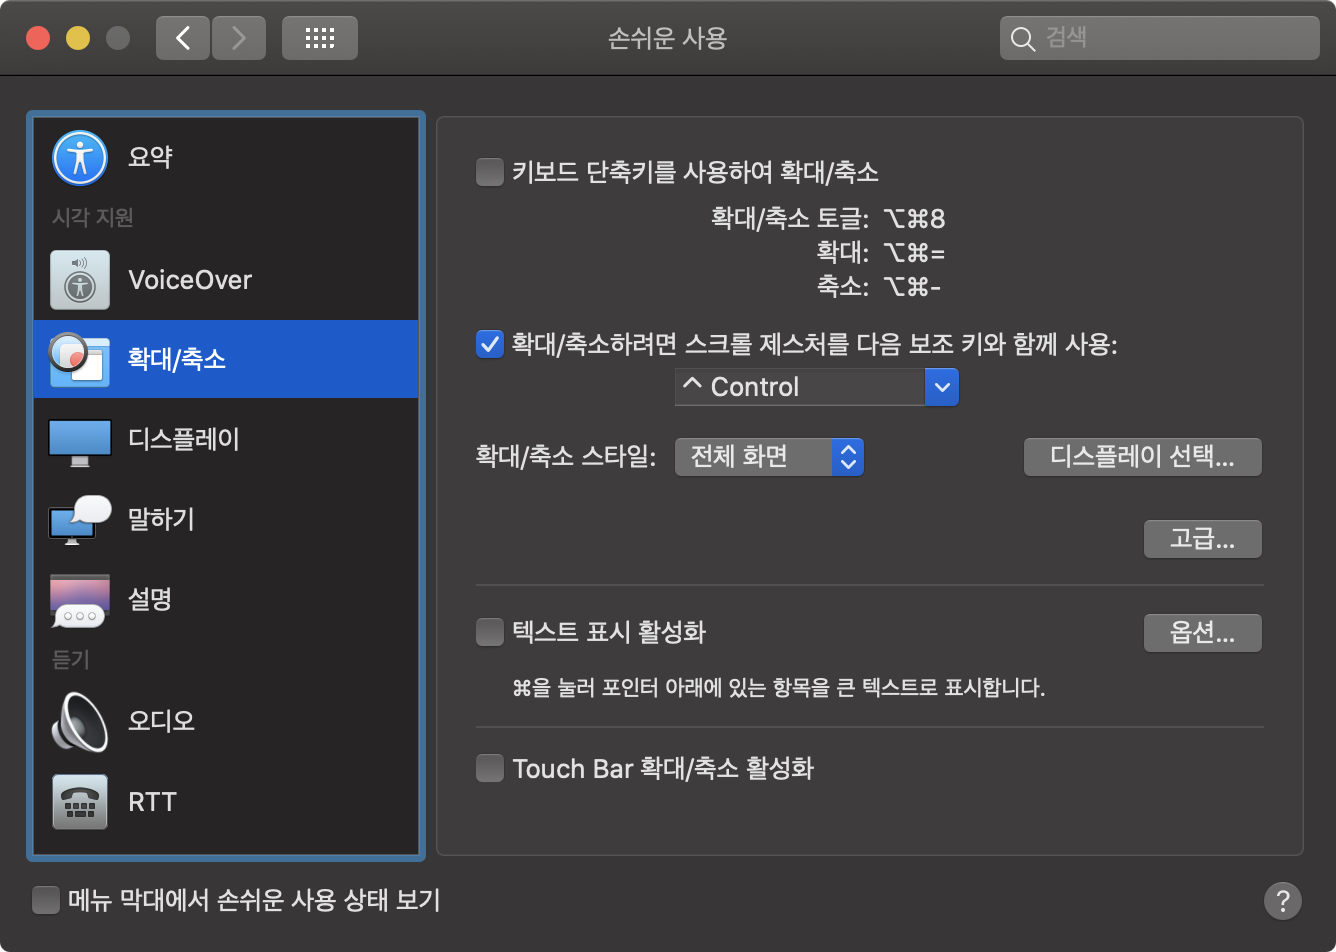 손쉬운 사용
검색
요약
시각 지원
VoiceOver
확대/축소
디스플레이
말하기
설명
듣기
오디오
RTT
키보드 단축키를 사용하여 확대/축소
확대/축소 토글: ⌥⌘8
확대: ⌥⌘=
축소: ⌥⌘-
확대/축소하려면 스크롤 제스처를 다음 보조 키와 함께 사용:
^ Control
확대/축소 스타일: 전체 화면 디스플레이 선택...
고급...
텍스트 표시 활성화 옵션...
⌘을 눌러 포인터 아래에 있는 항목을 큰 텍스트로 표시합니다.
Touch Bar 확대/축소 활성화
메뉴 막대에서 손쉬운 사용 상태 보기 ?